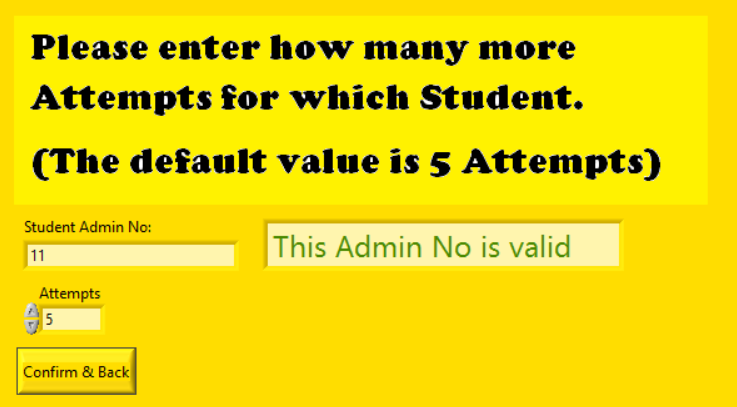 Please enter how many more
Attempts for which Student.
(The default value is 5 Attempts)
Student Admin No:
11
This Admin No is valid
Attempts
5
Confirm & Back